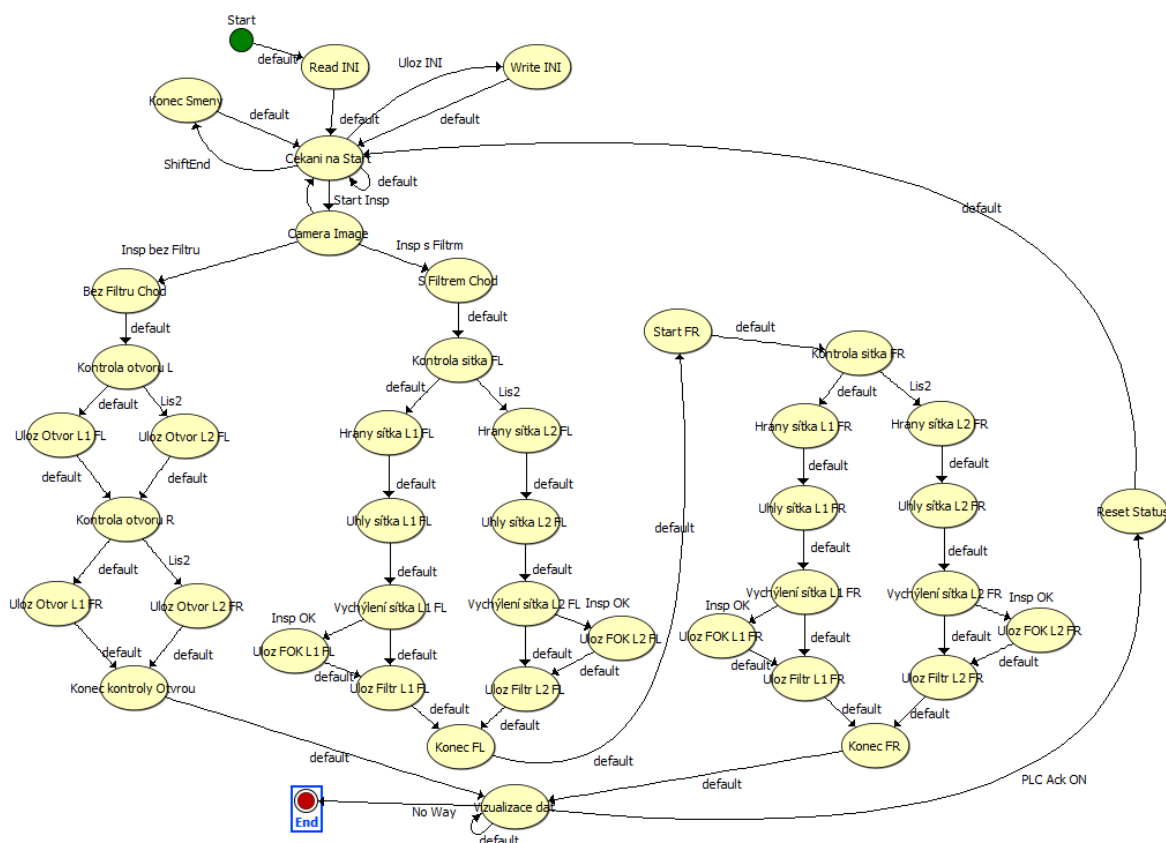 Start
default
Read INI
Uloz INI
Write INI
Konec Smeny
default
default
default
Cekani na Start
ShiftEnd
default
Start Insp
default
Camera Image
Insp bez Filtru
Insp s Filtrm
Bez Filtru Chod
S Filtrem Chod
default
default
Start FR
default
Kontrola otvoru L
Kontrola sitka FL
Kontrola sitka FR
default
Lis2
default
Lis2
default
Lis2
Uloz Otvor L1 FL
Uloz Otvor L2 FL
Hrany sítka L1 FL
Hrany sítka L2 FL
Hrany sítka L1 FR
Hrany sítka L2 FR
default
default
default
default
default
default
Kontrola otvoru R
Uhly sítka L1 FL
Uhly sítka L2 FL
Uhly sítka L1 FR
Uhly sítka L2 FR
Reset Status
default
default
Lis2
default
default
default
default
Uloz Otvor L1 FR
Uloz Otvor L2 FR
Vychýlení sítka L1 FL
Vychýlení sítka L2 FL
Vychýlení sítka L1 FR
Vychýlení sítka L2 FR
Insp OK
Insp OK
Insp OK
Insp OK
Uloz FOK L1 FL
Uloz FOK L2 FL
Uloz FOK L1 FR
Uloz FOK L2 FR
default
default
default
default
default
default
default
default
default
default
Konec kontroly Otvrou
Uloz Filtr L1 FL
Uloz Filtr L2 FL
Uloz Filtr L1 FR
Uloz Filtr L2 FR
default
default
default
default
Konec FL
Konec FR
default
default
default
PLC Ack ON
Vizualizace dat
No Way
End
default